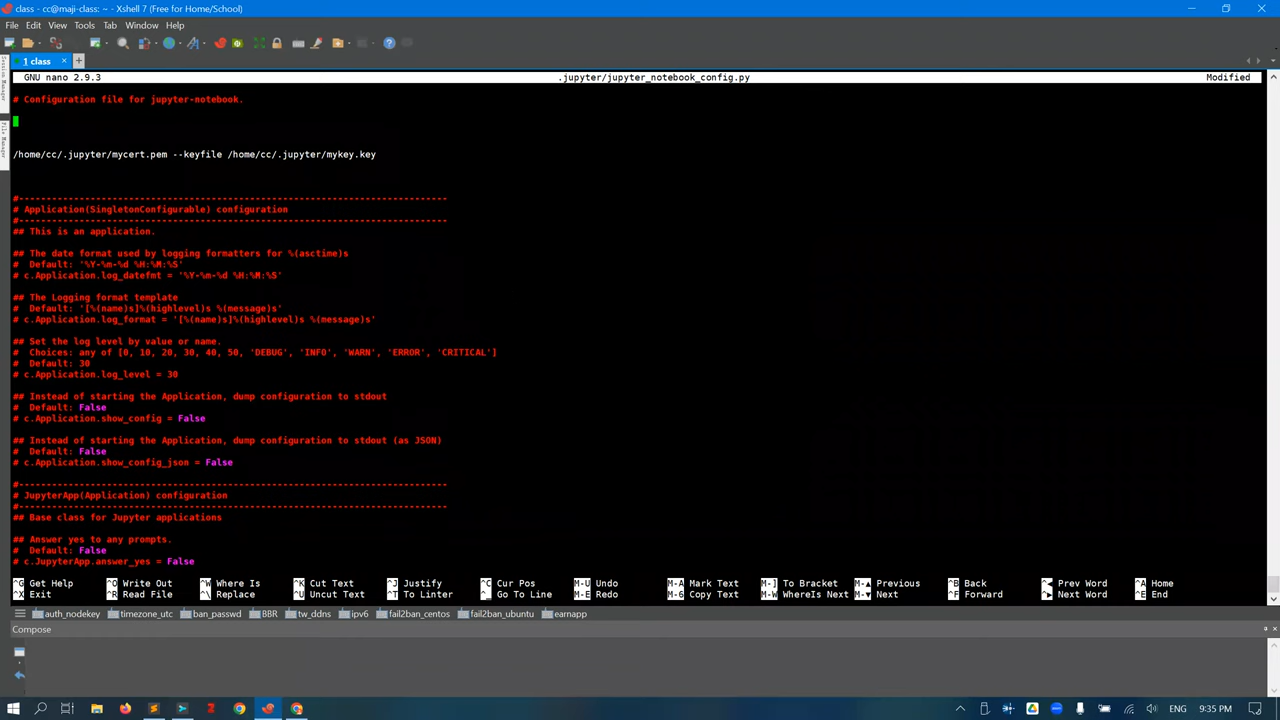 class - cc@maji-class: ~ - Xshell 7 (Free for Home/School)
File Edit View Tools Tab Window Help
1 class
GNU nano 2.9.3 .jupyter/jupyter_notebook_config.py Modified
# Configuration file for jupyter-notebook.
/home/cc/.jupyter/mycert.pem --keyfile /home/cc/.jupyter/mykey.key
#------------------------------------------------------------------------------
# Application(SingletonConfigurable) configuration
#------------------------------------------------------------------------------
## This is an application.
## The date format used by logging formatters for %(asctime)s
#  Default: '%Y-%m-%d %H:%M:%S'
# c.Application.log_datefmt = '%Y-%m-%d %H:%M:%S'
## The Logging format template
#  Default: '[%(name)s]%(highlevel)s %(message)s'
# c.Application.log_format = '[%(name)s]%(highlevel)s %(message)s'
## Set the log level by value or name.
#  Choices: any of [0, 10, 20, 30, 40, 50, 'DEBUG', 'INFO', 'WARN', 'ERROR', 'CRITICAL']
#  Default: 30
# c.Application.log_level = 30
## Instead of starting the Application, dump configuration to stdout
#  Default: False
# c.Application.show_config = False
## Instead of starting the Application, dump configuration to stdout (as JSON)
#  Default: False
# c.Application.show_config_json = False
#------------------------------------------------------------------------------
# JupyterApp(Application) configuration
#------------------------------------------------------------------------------
## Base class for Jupyter applications
## Answer yes to any prompts.
#  Default: False
# c.JupyterApp.answer_yes = False
^G Get Help ^O Write Out ^W Where Is ^K Cut Text ^J Justify ^C Cur Pos M-U Undo M-A Mark Text M-] To Bracket M-▲ Previous ^B Back ^◀ Prev Word ^A Home
^X Exit ^R Read File ^\ Replace ^U Uncut Text ^T To Linter ^_ Go To Line M-E Redo M-6 Copy Text M-W WhereIs Next M-▼ Next ^F Forward ^▶ Next Word ^E End
auth_nodekey timezone_utc ban_passwd BBR tw_ddns ipv6 fail2ban_centos fail2ban_ubuntu earnapp
Compose
ENG 9:35 PM
Session Manager
File Manager